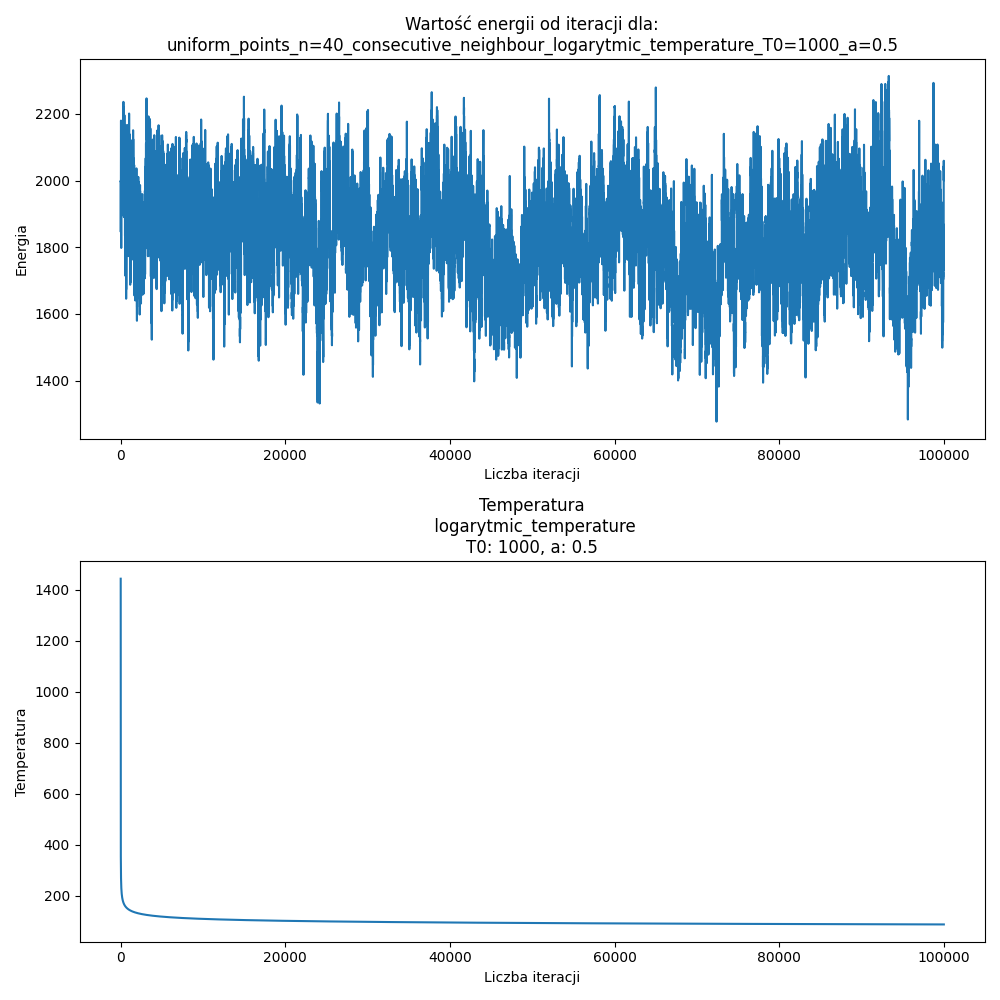 Wartość energii od iteracji dla:
uniform_points_n=40_consecutive_neighbour_logarytmic_temperature_T0=1000_a=0.5
2200
2000
1800
1600
1400
Energia
0 20000 40000 60000 80000 100000
Liczba iteracji
Temperatura
logarytmic_temperature
T0: 1000, a: 0.5
1400
1200
1000
800
600
400
200
Temperatura
0 20000 40000 60000 80000 100000
Liczba iteracji